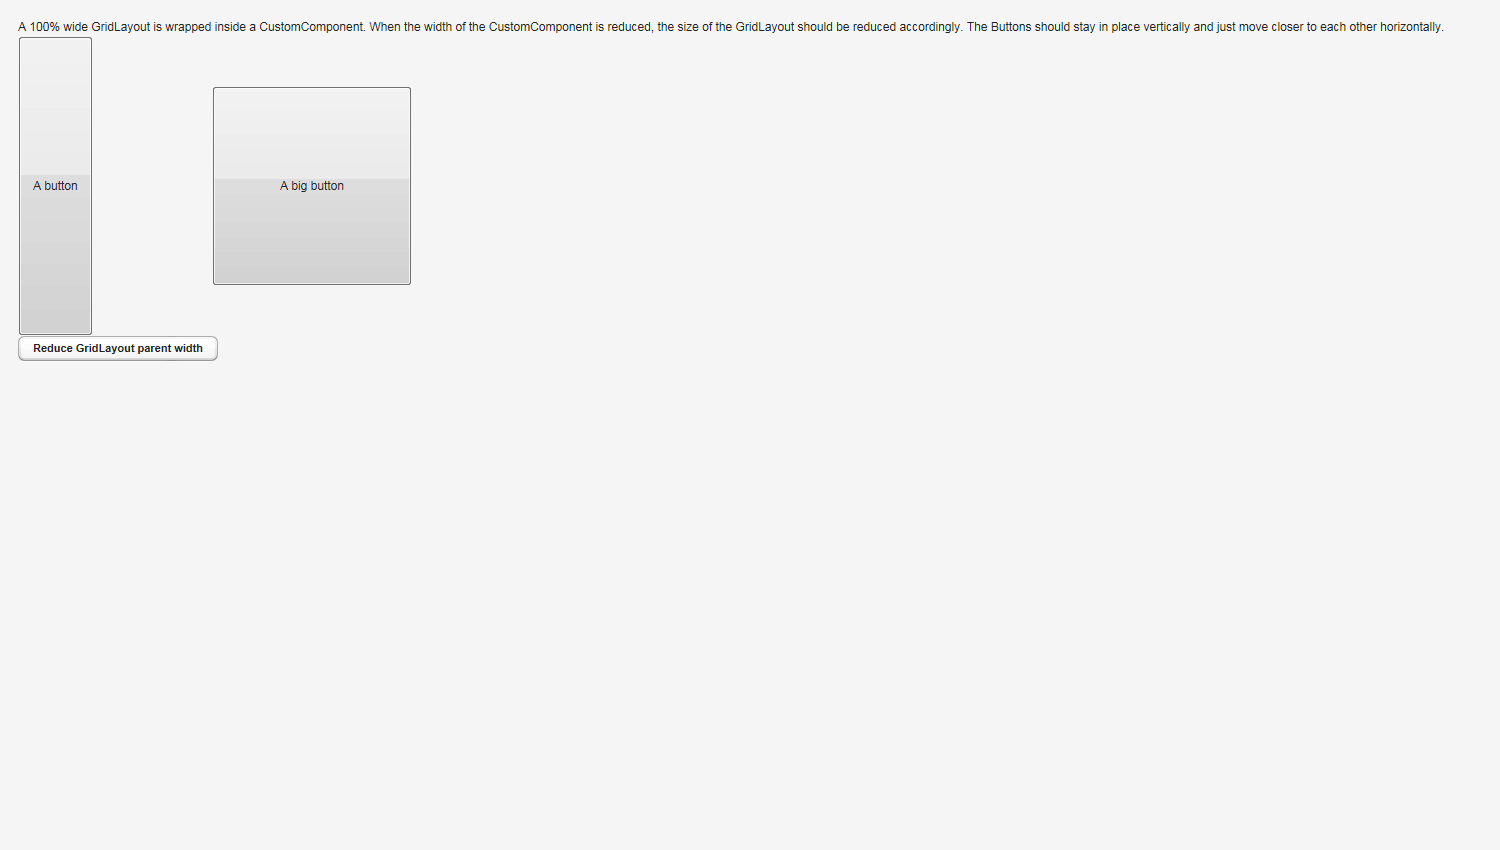 A 100% wide GridLayout is wrapped inside a CustomComponent. When the width of the CustomComponent is reduced, the size of the GridLayout should be reduced accordingly. The Buttons should stay in place vertically and just move closer to each other horizontally.
A button
A big button
Reduce GridLayout parent width